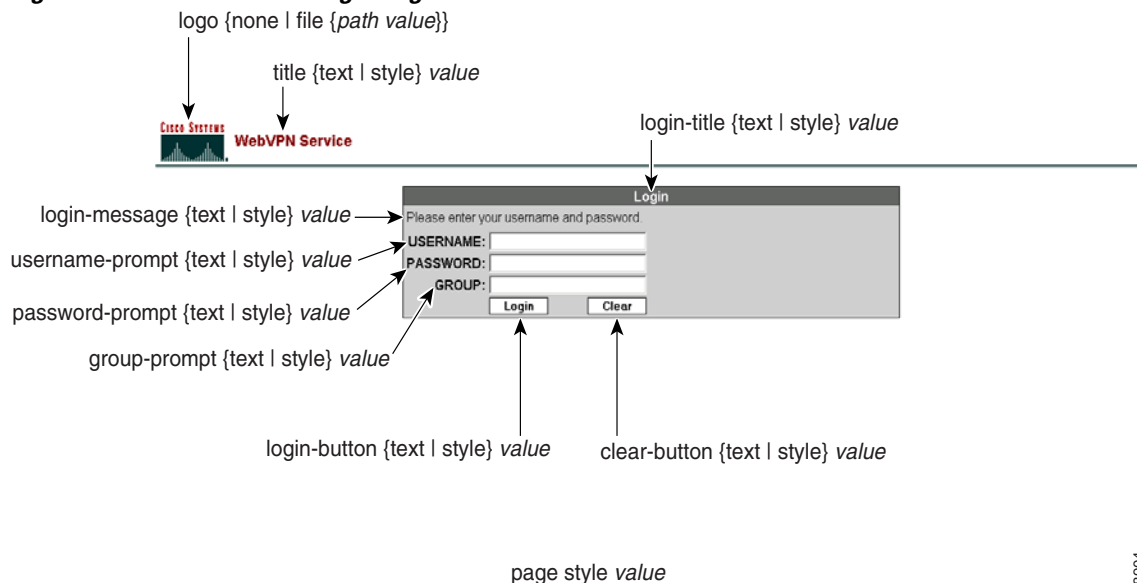 logo {none | file {path value}}
title {text | style} value
login-title {text | style} value
CISCO SYSTEMS
WebVPN Service
Login
login-message {text | style} value
Please enter your username and password.
username-prompt {text | style} value
USERNAME:
PASSWORD:
password-prompt {text | style} value
GROUP:
Login
Clear
group-prompt {text | style} value
login-button {text | style} value
clear-button {text | style} value
page style value